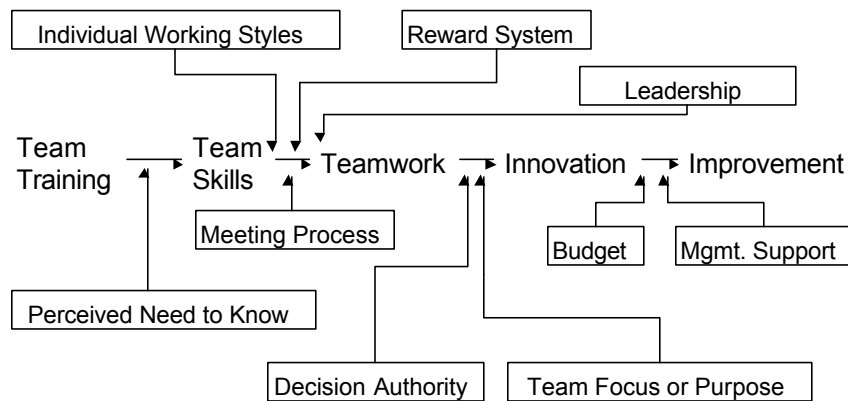 Individual Working Styles
Reward System
Leadership
Team
Training
Team
Skills
Teamwork
Innovation
Improvement
Meeting Process
Budget
Mgmt. Support
Perceived Need to Know
Decision Authority
Team Focus or Purpose